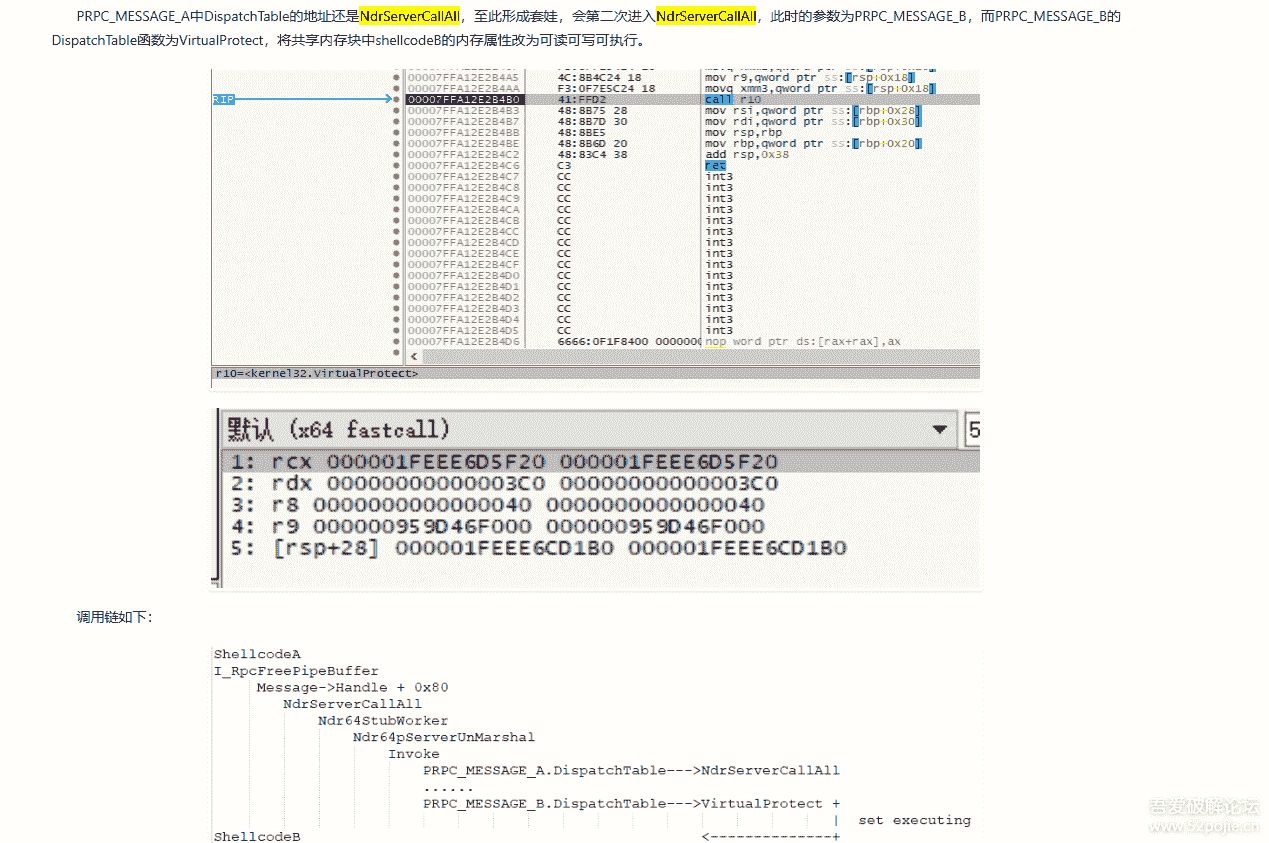 PRPC_MESSAGE_A中DispatchTable的地址还是NdrServerCallAll，至此形成套娃，会第二次进入NdrServerCallAll，此时的参数为PRPC_MESSAGE_B，而PRPC_MESSAGE_B的
DispatchTable函数为VirtualProtect，将共享内存块中shellcodeB的内存属性改为可读可写可执行。
00007FFA12E2B4A5 4C:8B4C24 18 mov r9,qword ptr ss:[rsp+0x18]
00007FFA12E2B4AA F3:0F7E5C24 18 movq xmm3,qword ptr ss:[rsp+0x18]
RIP 00007FFA12E2B4B0 41:FFD2 call r10
00007FFA12E2B4B3 48:8B75 28 mov rsi,qword ptr ss:[rbp+0x28]
00007FFA12E2B4B7 48:8B7D 30 mov rdi,qword ptr ss:[rbp+0x30]
00007FFA12E2B4BB 48:8BE5 mov rsp,rbp
00007FFA12E2B4BE 48:8B6D 20 mov rbp,qword ptr ss:[rbp+0x20]
00007FFA12E2B4C2 48:83C4 38 add rsp,0x38
00007FFA12E2B4C6 C3 ret
00007FFA12E2B4C7 CC int3
00007FFA12E2B4C8 CC int3
00007FFA12E2B4C9 CC int3
00007FFA12E2B4CA CC int3
00007FFA12E2B4CB CC int3
00007FFA12E2B4CC CC int3
00007FFA12E2B4CD CC int3
00007FFA12E2B4CE CC int3
00007FFA12E2B4CF CC int3
00007FFA12E2B4D0 CC int3
00007FFA12E2B4D1 CC int3
00007FFA12E2B4D2 CC int3
00007FFA12E2B4D3 CC int3
00007FFA12E2B4D4 CC int3
00007FFA12E2B4D5 CC int3
00007FFA12E2B4D6 6666:0F1F8400 0000000 nop word ptr ds:[rax+rax],ax
r10=<kernel32.VirtualProtect>
默认 (x64 fastcall) 5
1: rcx 000001FEEE6D5F20 000001FEEE6D5F20
2: rdx 00000000000003C0 00000000000003C0
3: r8 0000000000000040 0000000000000040
4: r9 000000959D46F000 000000959D46F000
5: [rsp+28] 000001FEEE6CD1B0 000001FEEE6CD1B0
调用链如下：
ShellcodeA
I_RpcFreePipeBuffer
Message->Handle + 0x80
NdrServerCallAll
Ndr64StubWorker
Ndr64pServerUnMarshal
Invoke
PRPC_MESSAGE_A.DispatchTable--->NdrServerCallAll
......
PRPC_MESSAGE_B.DispatchTable--->VirtualProtect +
| set executing
ShellcodeB <--------------+
吾爱破解论坛
www.52pojie.cn